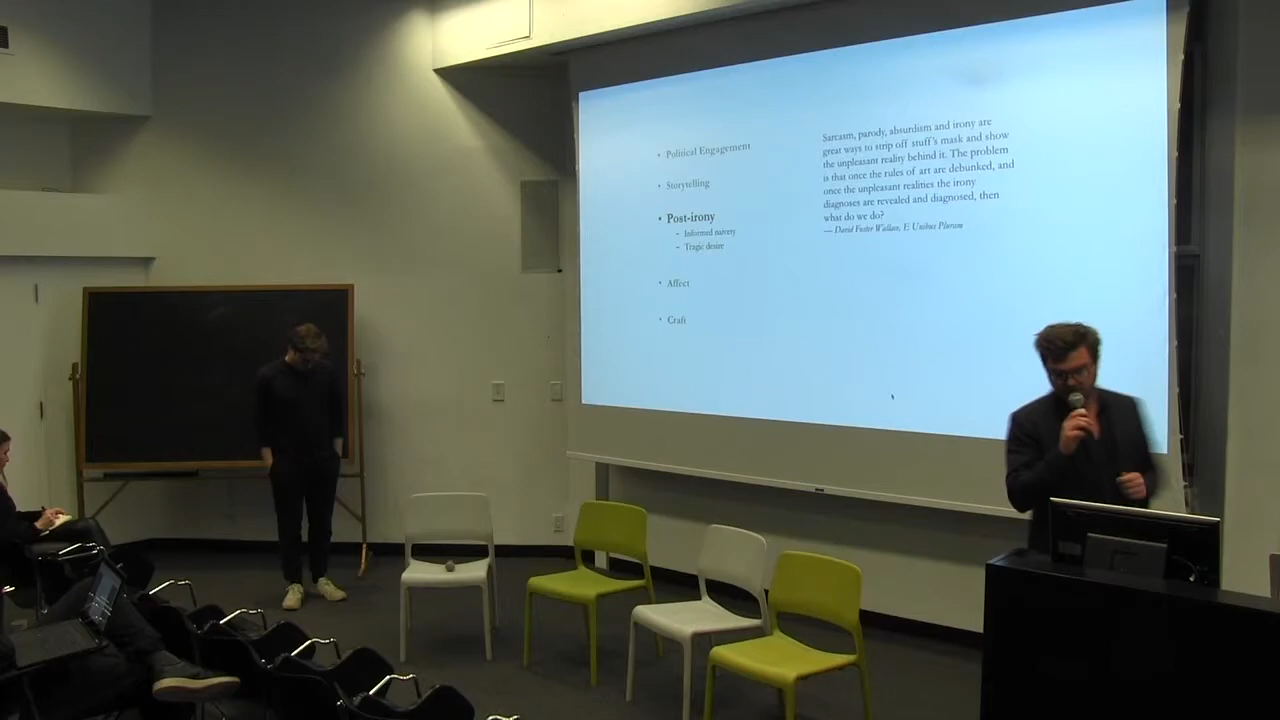 • Political Engagement
• Storytelling
• Post-irony
– Informed naivety
– Tragic desire
• Affect
• Craft
Sarcasm, parody, absurdism and irony are
great ways to strip off stuff's mask and show
the unpleasant reality behind it. The problem
is that once the rules of art are debunked, and
once the unpleasant realities the irony
diagnoses are revealed and diagnosed, then
what do we do?
— David Foster Wallace, E Unibus Pluram